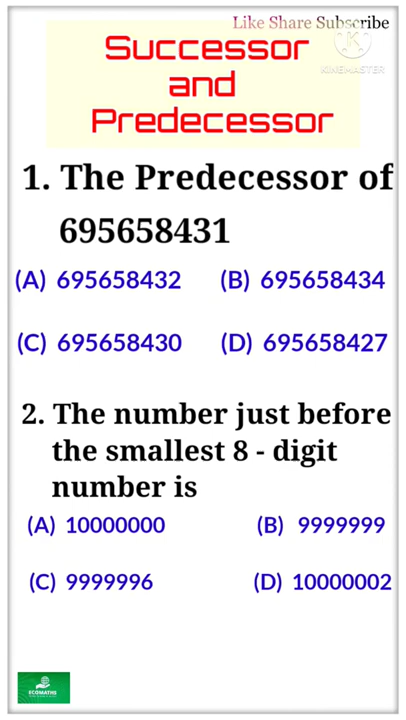 Like Share Subscribe
Successor
and
Predecessor
KINEMASTER
1. The Predecessor of
695658431
(A) 695658432 (B) 695658434
(C) 695658430 (D) 695658427
2. The number just before
the smallest 8 - digit
number is
(A) 10000000 (B) 9999999
(C) 9999996 (D) 10000002
ECOMATHS